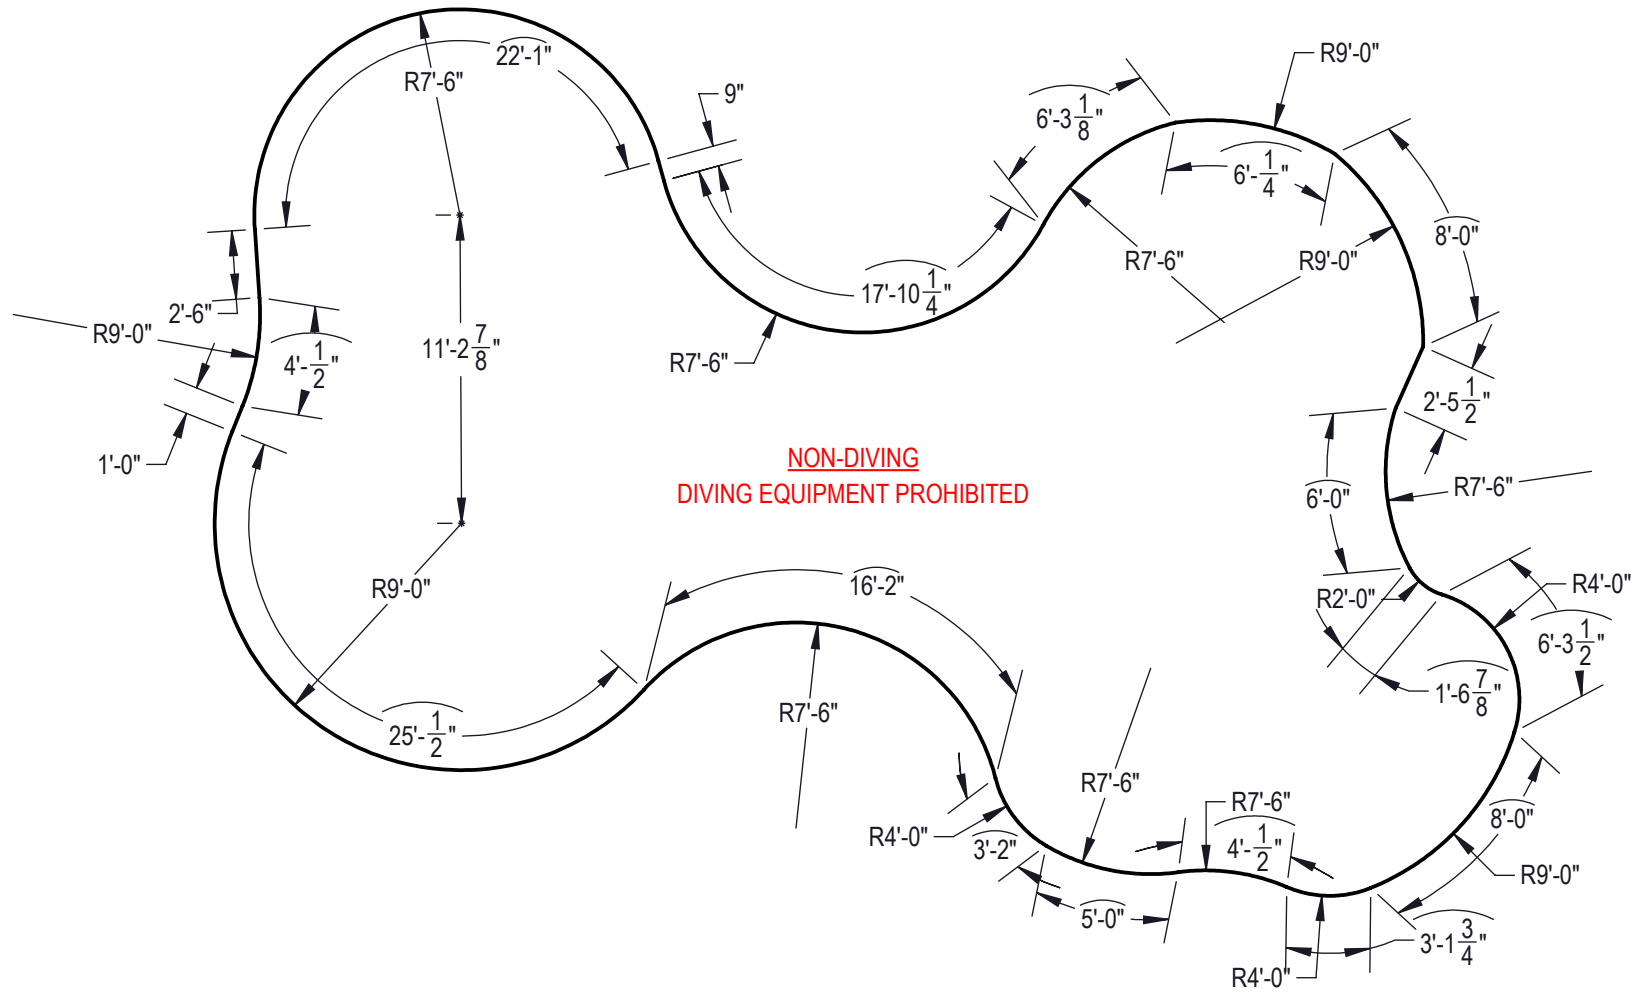 R9'-0"
22'-1"
R7'-6"
9"
6'-3 1/8"
6'-1/4"
8'-0"
R7'-6"
R9'-0"
17'-10 1/4"
2'-6"
R9'-0"
4'-1/2"
11'-2 7/8"
R7'-6"
2'-5 1/2"
1'-0"
NON-DIVING
DIVING EQUIPMENT PROHIBITED
6'-0"
R7'-6"
R9'-0"
16'-2"
R2'-0"
R4'-0"
6'-3 1/2"
1'-6 7/8"
25'-1/2"
R7'-6"
R7'-6"
R7'-6"
R4'-0"
3'-2"
4'-1/2"
8'-0"
R9'-0"
5'-0"
3'-1 3/4"
R4'-0"